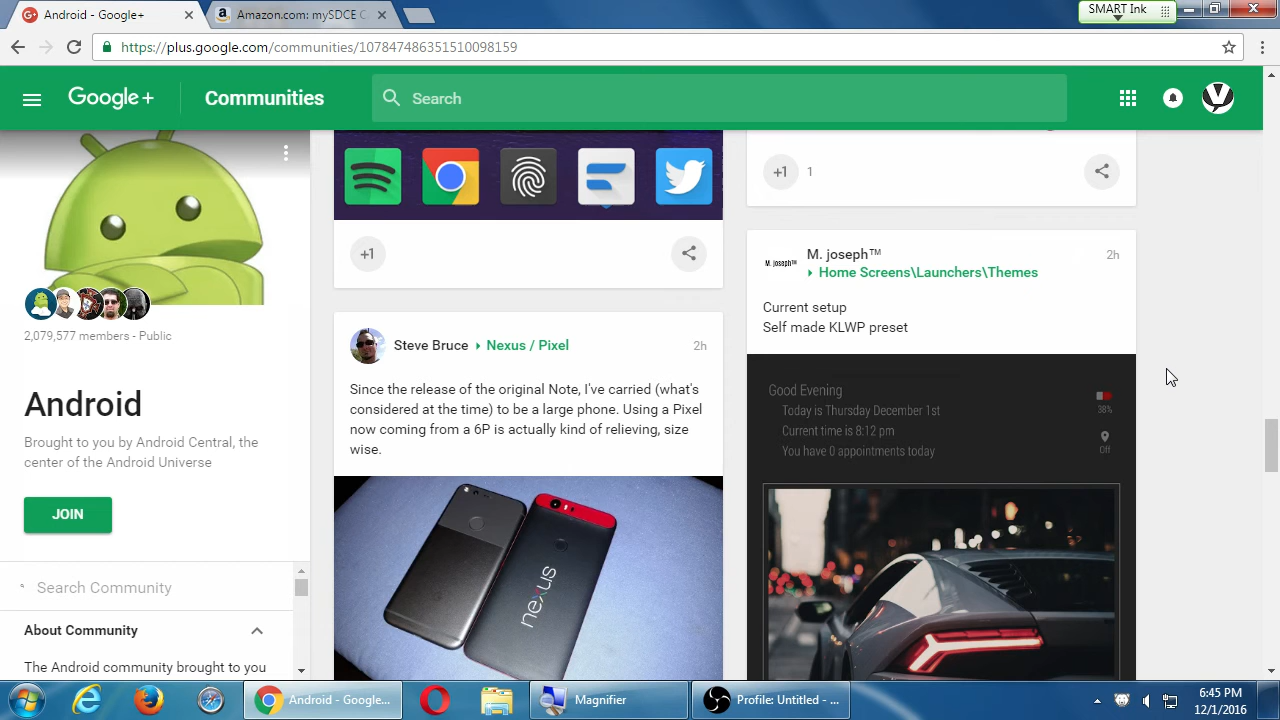 Android - Google+
Amazon.com: mySDCE C
SMART Ink
https://plus.google.com/communities/107847486351510098159
Google+
Communities
Search
2,079,577 members - Public
Android
Brought to you by Android Central, the
center of the Android Universe
JOIN
Search Community
About Community
The Android community brought to you
+1
Steve Bruce
Nexus / Pixel
2h
Since the release of the original Note, I've carried (what's
considered at the time) to be a large phone. Using a Pixel
now coming from a 6P is actually kind of relieving, size
wise.
nexus
+1
1
M. joseph™
M. joseph™
2h
Home Screens\Launchers\Themes
Current setup
Self made KLWP preset
Good Evening
Today is Thursday December 1st
Current time is 8:12 pm
You have 0 appointments today
38%
Off
Android - Google...
Magnifier
Profile: Untitled - ...
6:45 PM
12/1/2016